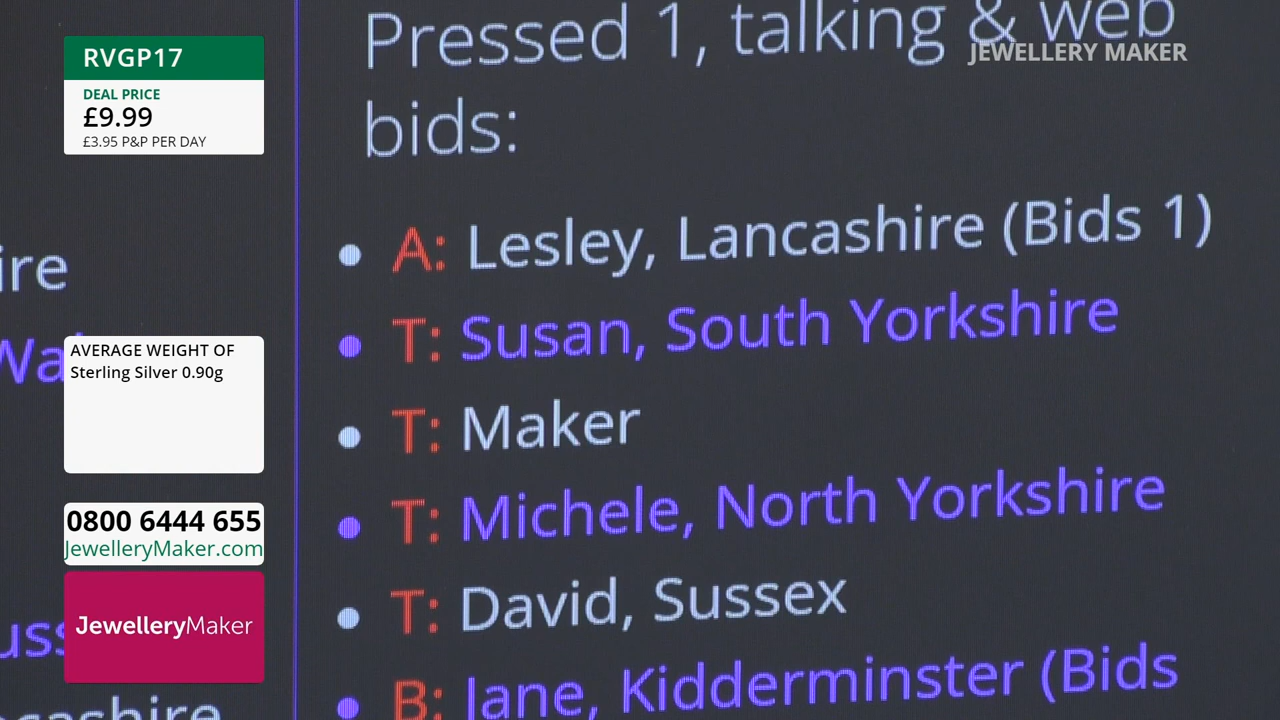 RVGP17
DEAL PRICE
£9.99
£3.95 P&P PER DAY
AVERAGE WEIGHT OF
Sterling Silver 0.90g
0800 6444 655
JewelleryMaker.com
JewelleryMaker
JEWELLERY MAKER
Pressed 1, talking & web
bids:
• A: Lesley, Lancashire (Bids 1)
• T: Susan, South Yorkshire
• T: Maker
• T: Michele, North Yorkshire
• T: David, Sussex
• B: Jane, Kidderminster (Bids